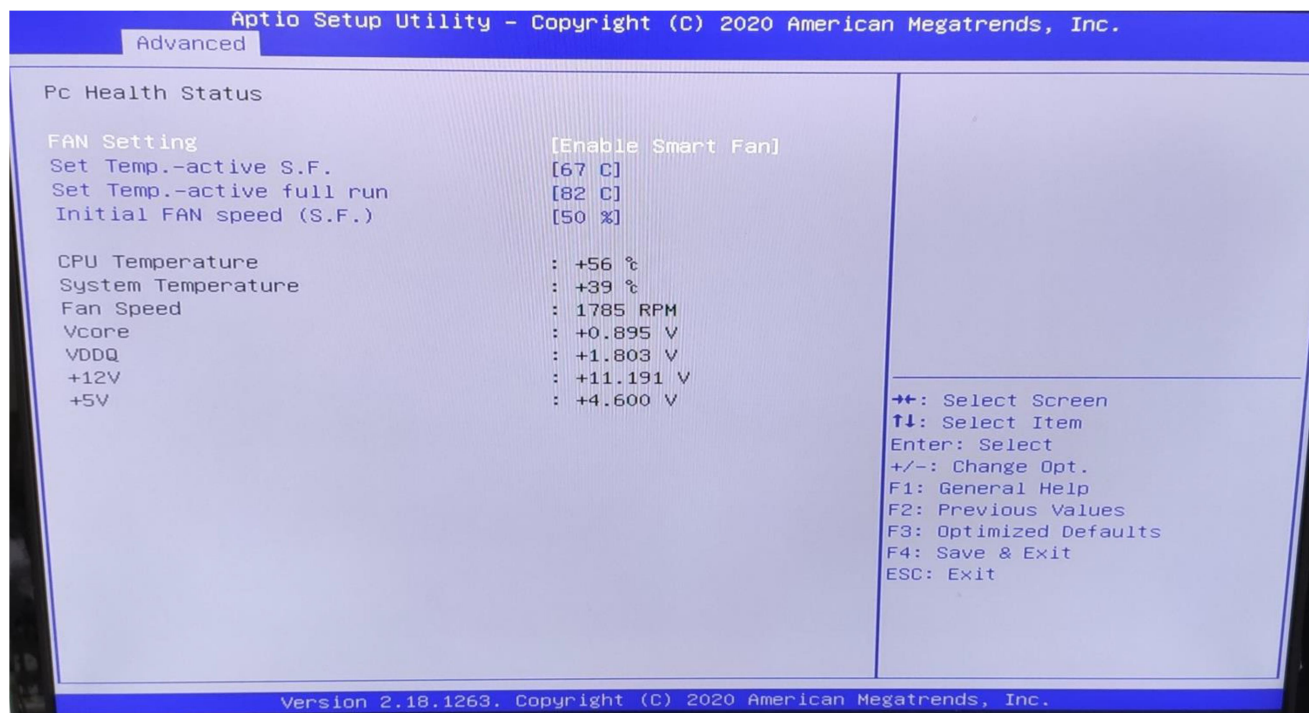 Aptio Setup Utility – Copyright (C) 2020 American Megatrends, Inc.
Advanced
Pc Health Status
FAN Setting [Enable Smart Fan]
Set Temp.-active S.F. [67 C]
Set Temp.-active full run [82 C]
Initial FAN speed (S.F.) [50 %]
CPU Temperature : +56 ℃
System Temperature : +39 ℃
Fan Speed : 1785 RPM
Vcore : +0.895 V
VDDQ : +1.803 V
+12V : +11.191 V
+5V : +4.600 V
→←: Select Screen
↑↓: Select Item
Enter: Select
+/-: Change Opt.
F1: General Help
F2: Previous Values
F3: Optimized Defaults
F4: Save & Exit
ESC: Exit
Version 2.18.1263. Copyright (C) 2020 American Megatrends, Inc.